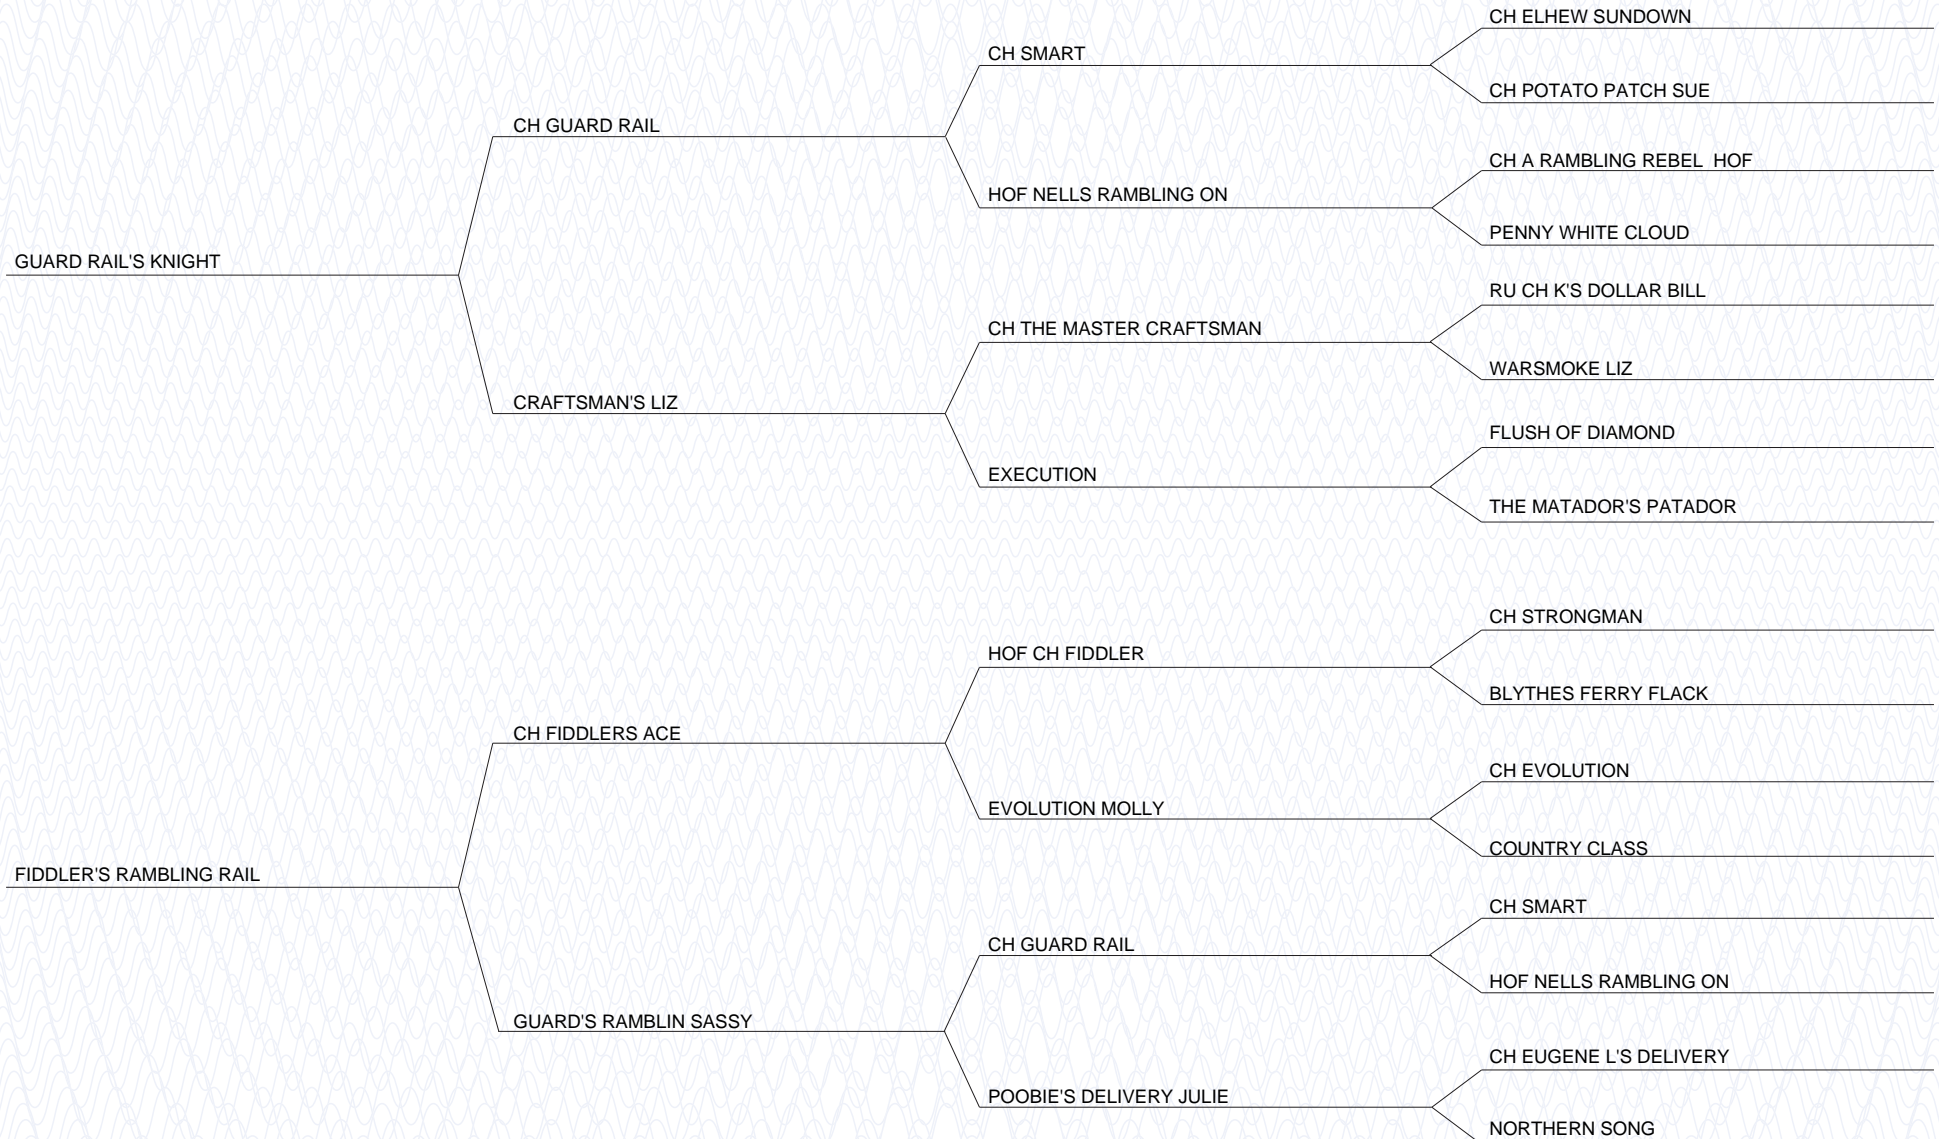 CH ELHEW SUNDOWN
CH SMART
CH POTATO PATCH SUE
CH GUARD RAIL
CH A RAMBLING REBEL  HOF
HOF NELLS RAMBLING ON
PENNY WHITE CLOUD
GUARD RAIL'S KNIGHT
RU CH K'S DOLLAR BILL
CH THE MASTER CRAFTSMAN
WARSMOKE LIZ
CRAFTSMAN'S LIZ
FLUSH OF DIAMOND
EXECUTION
THE MATADOR'S PATADOR
CH STRONGMAN
HOF CH FIDDLER
BLYTHES FERRY FLACK
CH FIDDLERS ACE
CH EVOLUTION
EVOLUTION MOLLY
COUNTRY CLASS
FIDDLER'S RAMBLING RAIL
CH SMART
CH GUARD RAIL
HOF NELLS RAMBLING ON
GUARD'S RAMBLIN SASSY
CH EUGENE L'S DELIVERY
POOBIE'S DELIVERY JULIE
NORTHERN SONG